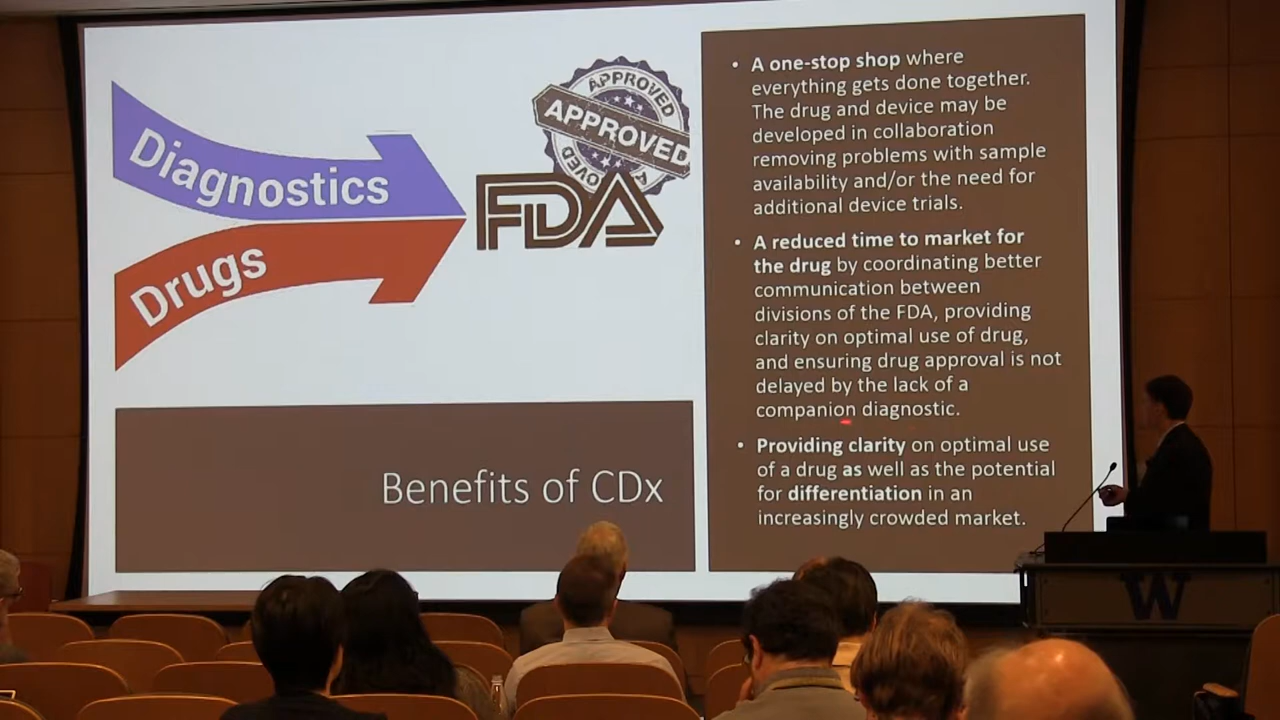 Diagnostics
Drugs
APPROVED
APPROVED
OVED
A
FDA
Benefits of CDx
• A one-stop shop where
everything gets done together.
The drug and device may be
developed in collaboration
removing problems with sample
availability and/or the need for
additional device trials.
• A reduced time to market for
the drug by coordinating better
communication between
divisions of the FDA, providing
clarity on optimal use of drug,
and ensuring drug approval is not
delayed by the lack of a
companion diagnostic.
• Providing clarity on optimal use
of a drug as well as the potential
for differentiation in an
increasingly crowded market.
W